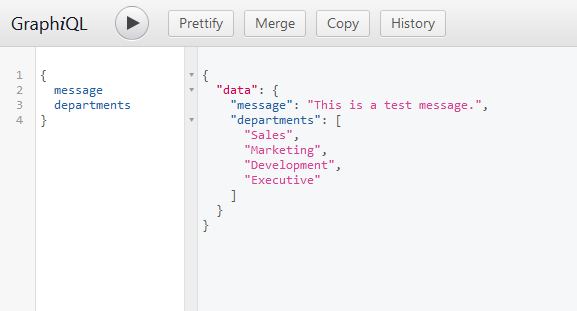 GraphiQL Prettify Merge Copy History
1 {
2 message
3 departments
4 }
{
"data": {
"message": "This is a test message.",
"departments": [
"Sales",
"Marketing",
"Development",
"Executive"
]
}
}